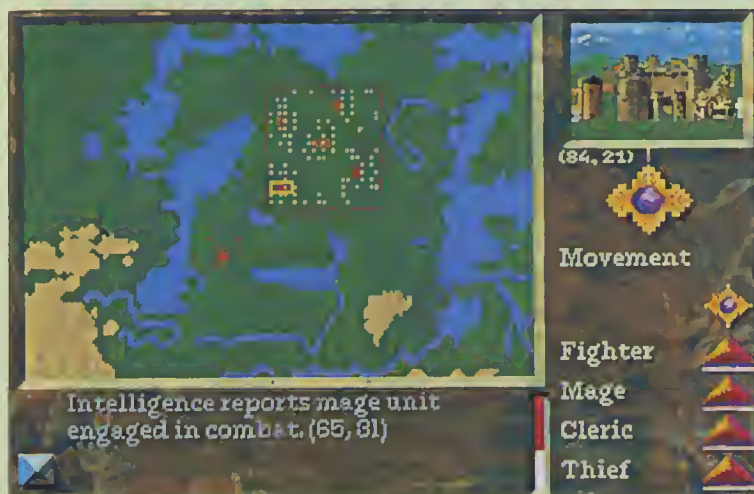 (84, 21)
Movement
Fighter
Mage
Cleric
Thief
Intelligence reports mage unit
engaged in combat. (65, 31)